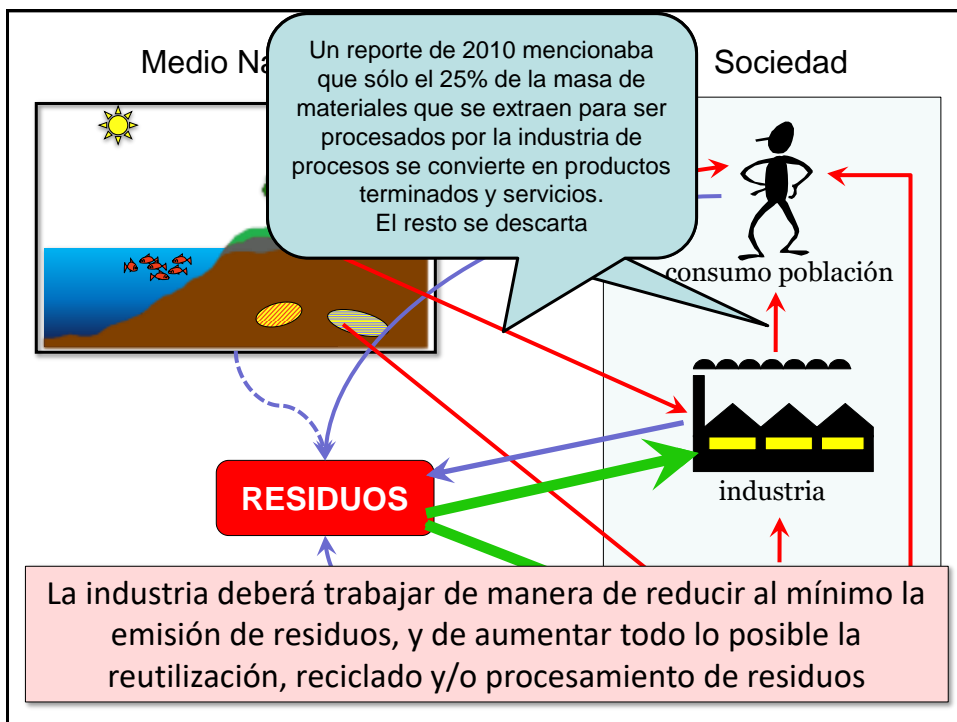 Medio Na
Sociedad
Un reporte de 2010 mencionaba
que sólo el 25% de la masa de
materiales que se extraen para ser
procesados por la industria de
procesos se convierte en productos
terminados y servicios.
El resto se descarta
consumo población
industria
RESIDUOS
La industria deberá trabajar de manera de reducir al mínimo la
emisión de residuos, y de aumentar todo lo posible la
reutilización, reciclado y/o procesamiento de residuos